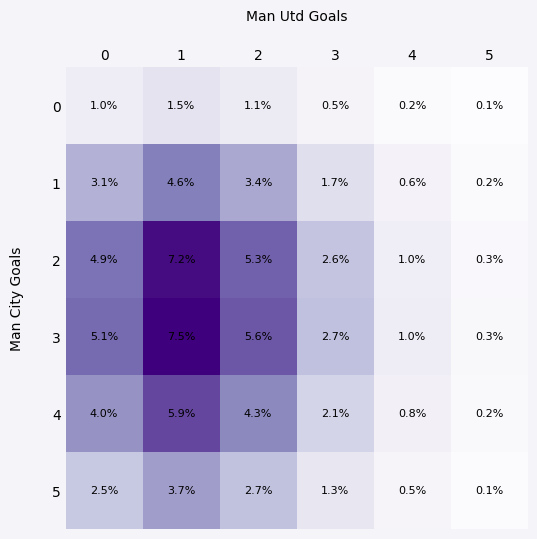 Man Utd Goals
0 1 2 3 4 5
0 1.0% 1.5% 1.1% 0.5% 0.2% 0.1%
1 3.1% 4.6% 3.4% 1.7% 0.6% 0.2%
Man City Goals
2 4.9% 7.2% 5.3% 2.6% 1.0% 0.3%
3 5.1% 7.5% 5.6% 2.7% 1.0% 0.3%
4 4.0% 5.9% 4.3% 2.1% 0.8% 0.2%
5 2.5% 3.7% 2.7% 1.3% 0.5% 0.1%